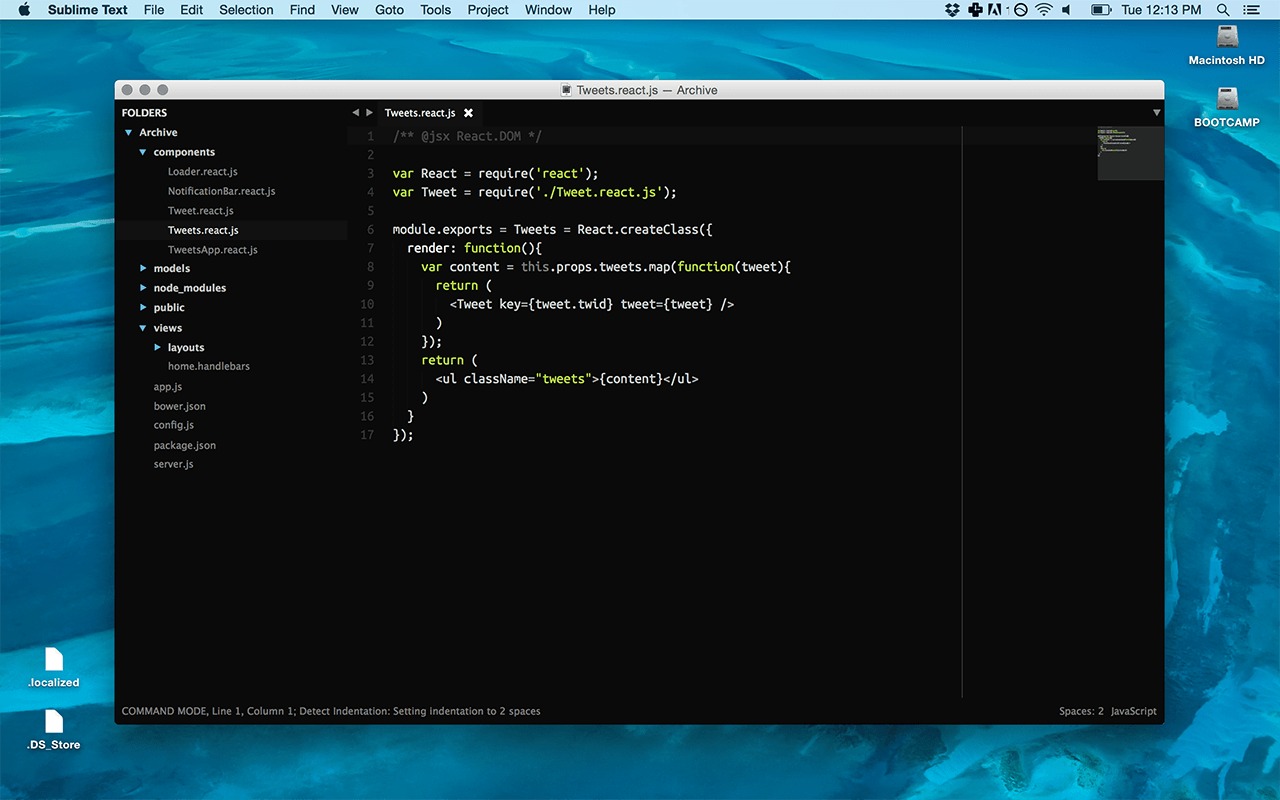 Sublime Text File Edit Selection Find View Goto Tools Project Window Help Tue 12:13 PM
Macintosh HD
BOOTCAMP
Tweets.react.js — Archive
FOLDERS
Archive
components
Loader.react.js
NotificationBar.react.js
Tweet.react.js
Tweets.react.js
TweetsApp.react.js
models
node_modules
public
views
layouts
home.handlebars
app.js
bower.json
config.js
package.json
server.js
Tweets.react.js
1 /** @jsx React.DOM */
2
3 var React = require('react');
4 var Tweet = require('./Tweet.react.js');
5
6 module.exports = Tweets = React.createClass({
7 render: function(){
8 var content = this.props.tweets.map(function(tweet){
9 return (
10 <Tweet key={tweet.twid} tweet={tweet} />
11 )
12 });
13 return (
14 <ul className="tweets">{content}</ul>
15 )
16 }
17 });
COMMAND MODE, Line 1, Column 1; Detect Indentation: Setting indentation to 2 spaces
Spaces: 2 JavaScript
.localized
.DS_Store